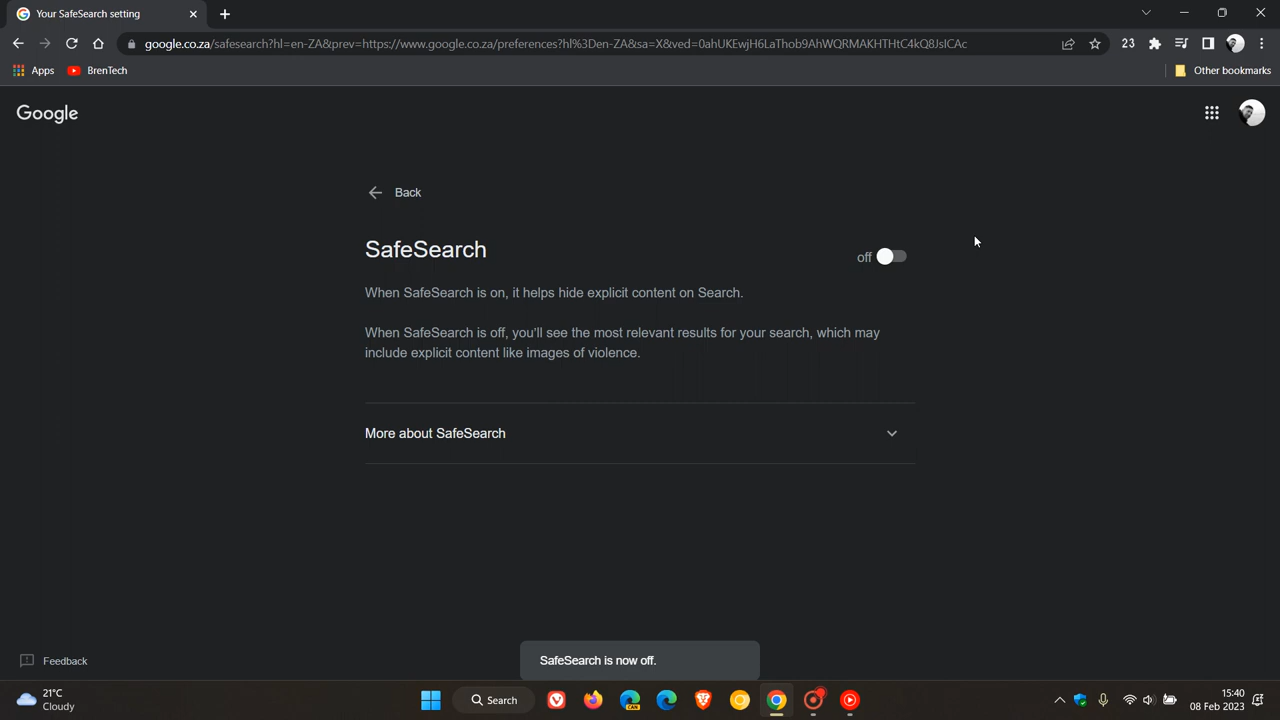 Your SafeSearch setting
google.co.za/safesearch?hl=en-ZA&prev=https://www.google.co.za/preferences?hl%3Den-ZA&sa=X&ved=0ahUKEwjH6LaThob9AhWQRMAKHTHtC4kQ8JsICAc
23
Apps
BrenTech
Other bookmarks
Google
Back
SafeSearch
off
When SafeSearch is on, it helps hide explicit content on Search.
When SafeSearch is off, you'll see the most relevant results for your search, which may
include explicit content like images of violence.
More about SafeSearch
Feedback
SafeSearch is now off.
21°C
Cloudy
Search
CAN
15:40
08 Feb 2023